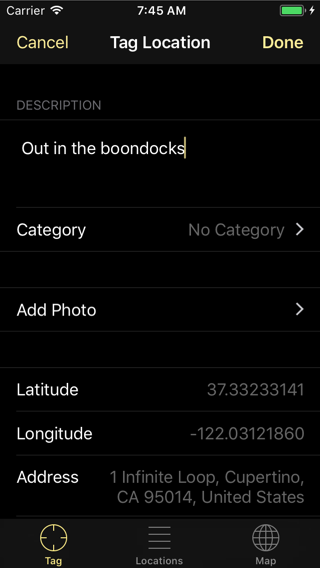 Carrier 7:45 AM
Cancel Tag Location Done
DESCRIPTION
Out in the boondocks
Category No Category
Add Photo
Latitude 37.33233141
Longitude -122.03121860
Address 1 Infinite Loop, Cupertino,
CA 95014, United States
Tag Locations Map